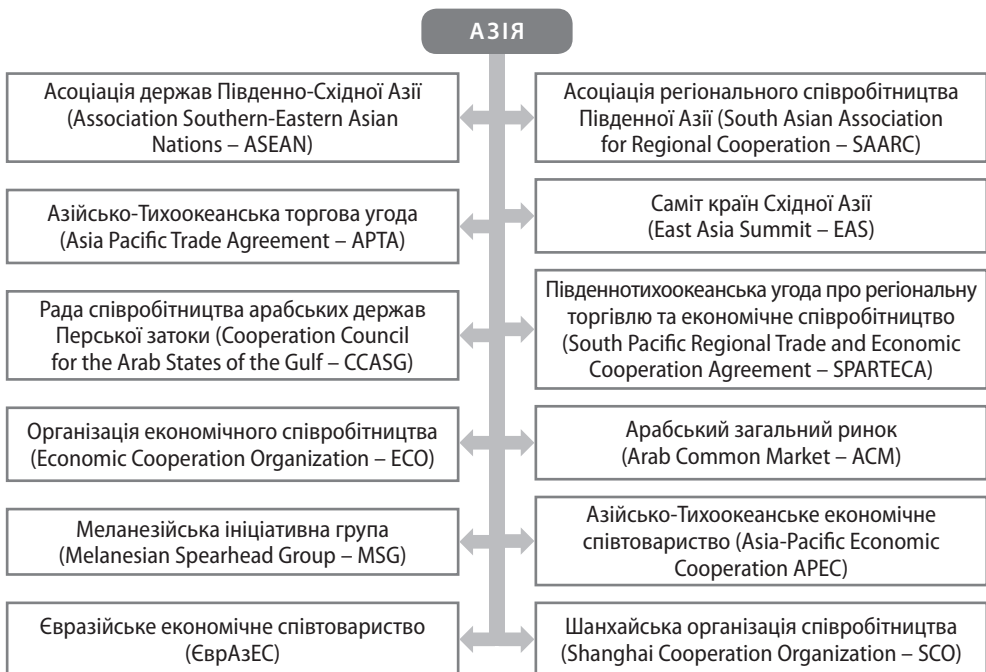 АЗІЯ
Асоціація держав Південно-Східної Азії
(Association Southern-Eastern Asian
Nations – ASEAN)
Асоціація регіонального співробітництва
Південної Азії (South Asian Association
for Regional Cooperation – SAARC)
Азійсько-Тихоокеанська торгова угода
(Asia Pacific Trade Agreement – APTA)
Саміт країн Східної Азії
(East Asia Summit – EAS)
Рада співробітництва арабських держав
Перської затоки (Cooperation Council
for the Arab States of the Gulf – CCASG)
Південнотихоокеанська угода про регіональну
торгівлю та економічне співробітництво
(South Pacific Regional Trade and Economic
Cooperation Agreement – SPARTECA)
Організація економічного співробітництва
(Economic Cooperation Organization – ECO)
Арабський загальний ринок
(Arab Common Market – ACM)
Меланезійська ініціативна група
(Melanesian Spearhead Group – MSG)
Азійсько-Тихоокеанське економічне
співтовариство (Asia-Pacific Economic
Cooperation APEC)
Євразійське економічне співтовариство
(ЄврАзЕС)
Шанхайська організація співробітництва
(Shanghai Cooperation Organization – SCO)